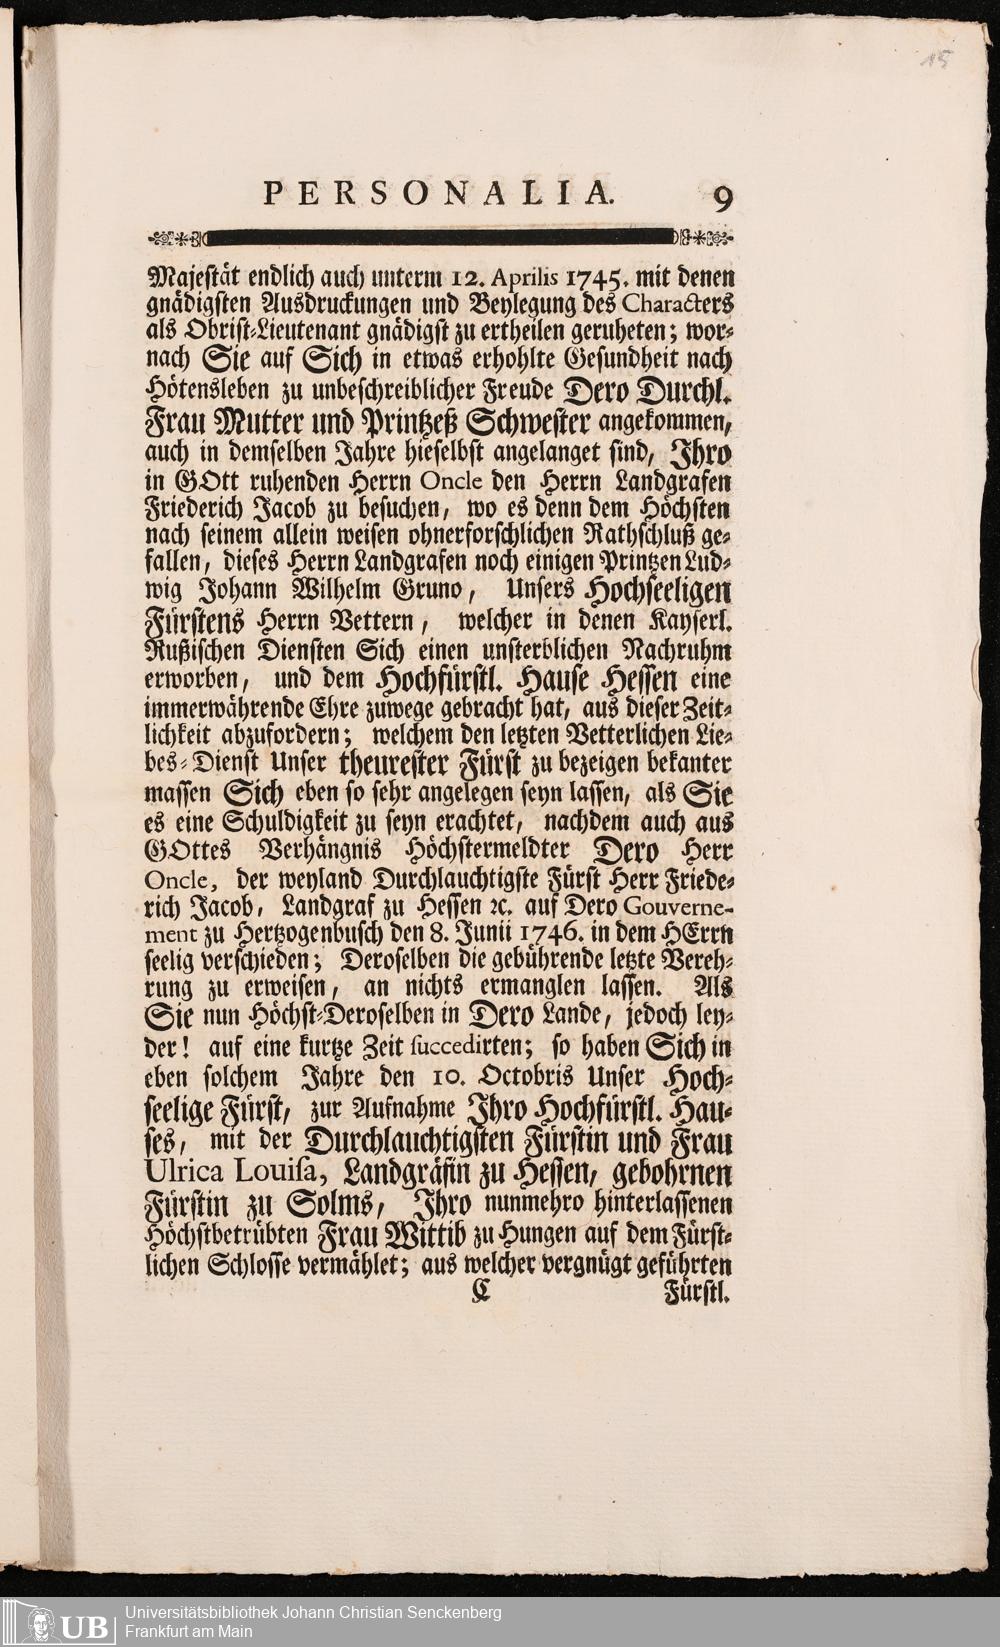 15
PERSONALIA. 9
Majestät endlich auch unterm 12. Aprilis 1745. mit denen
gnädigsten Ausdruckungen und Beylegung des Characters
als Obrist-Lieutenant gnädigst zu ertheilen geruheten; wor-
nach Sie auf Sich in etwas erhohlte Gesundheit nach
Hötensleben zu unbeschreiblicher Freude Dero Durchl.
Frau Mutter und Printzeß Schwester angekommen,
auch in demselben Jahre hieselbst angelanget sind, Ihro
in GOtt ruhenden Herrn Oncle den Herrn Landgrafen
Friederich Jacob zu besuchen, wo es denn dem Höchsten
nach seinem allein weisen ohnerforschlichen Rathschluß ge-
fallen, dieses Herrn Landgrafen noch einigen Printzen Lud-
wig Johann Wilhelm Gruno, Unsers Hochseeligen
Fürstens Herrn Vettern, welcher in denen Kayserl.
Rußischen Diensten Sich einen unsterblichen Nachruhm
erworben, und dem Hochfürstl. Hause Hessen eine
immerwährende Ehre zuwege gebracht hat, aus dieser Zeit-
lichkeit abzufordern; welchem den letzten Vetterlichen Lie-
bes-Dienst Unser theurester Fürst zu bezeigen bekanter
massen Sich eben so sehr angelegen seyn lassen, als Sie
es eine Schuldigkeit zu seyn erachtet, nachdem auch aus
GOttes Verhängnis Höchstermeldter Dero Herr
Oncle, der weyland Durchlauchtigste Fürst Herr Friede-
rich Jacob, Landgraf zu Hessen ꝛc. auf Dero Gouverne-
ment zu Hertzogenbusch den 8. Junii 1746. in dem HErrn
seelig verschieden; Deroselben die gebührende letzte Vereh-
rung zu erweisen, an nichts ermanglen lassen. Als
Sie nun Höchst-Deroselben in Dero Lande, jedoch ley-
der! auf eine kurtze Zeit succedirten; so haben Sich in
eben solchem Jahre den 10. Octobris Unser Hoch-
seelige Fürst, zur Aufnahme Ihro Hochfürstl. Hau-
ses, mit der Durchlauchtigsten Fürstin und Frau
Ulrica Louisa, Landgräfin zu Hessen, gebohrnen
Fürstin zu Solms, Ihro nunmehro hinterlassenen
Höchstbetrübten Frau Wittib zu Hungen auf dem Fürst-
lichen Schlosse vermählet; aus welcher vergnügt geführten
C Fürstl.
UB Universitätsbibliothek Johann Christian Senckenberg
Frankfurt am Main